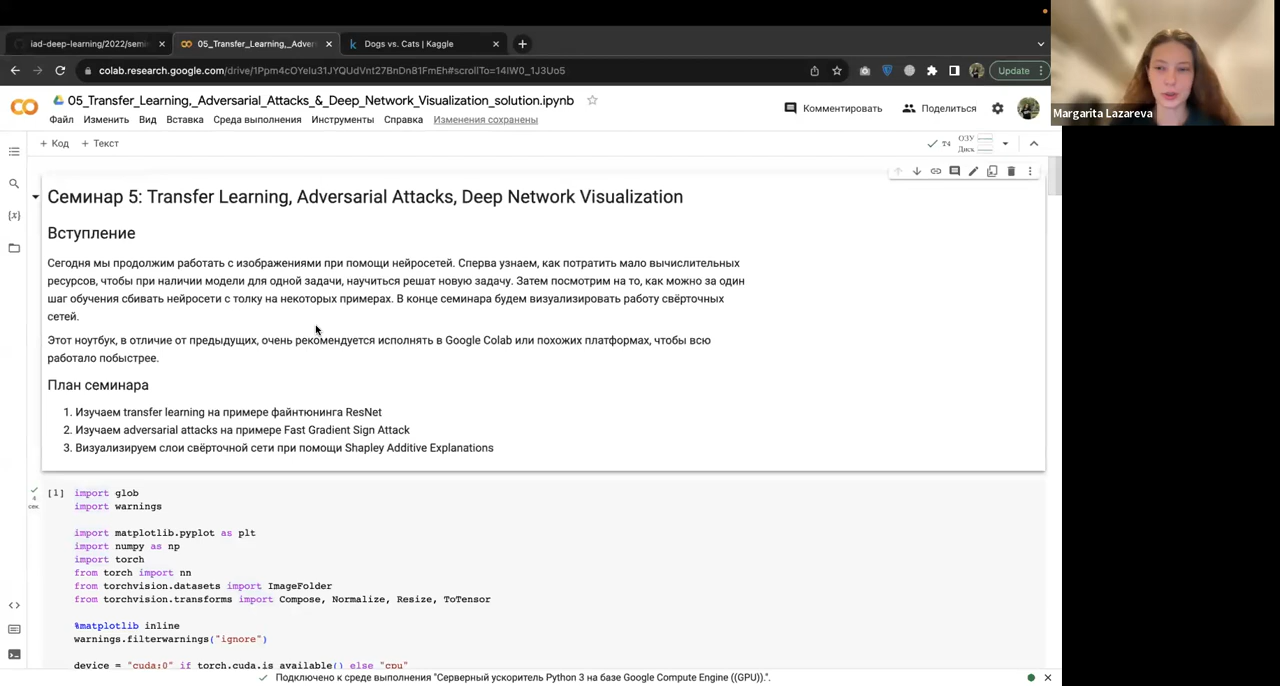 iad-deep-learning/2022/semi
05_Transfer_Learning,_Adver
Dogs vs. Cats | Kaggle
colab.research.google.com/drive/1Ppm4cOYeIu31JYQUdVnt27BnDn81FmEh#scrollTo=14IW0_1J3Uo5
Update
05_Transfer_Learning,_Adversarial_Attacks_&_Deep_Network_Visualization_solution.ipynb
Комментировать
Поделиться
Файл Изменить Вид Вставка Среда выполнения Инструменты Справка Изменения сохранены
+ Код + Текст
T4
ОЗУ
Диск
Margarita Lazareva
Семинар 5: Transfer Learning, Adversarial Attacks, Deep Network Visualization
Вступление
Сегодня мы продолжим работать с изображениями при помощи нейросетей. Сперва узнаем, как потратить мало вычислительных
ресурсов, чтобы при наличии модели для одной задачи, научиться решат новую задачу. Затем посмотрим на то, как можно за один
шаг обучения сбивать нейросети с толку на некоторых примерах. В конце семинара будем визуализировать работу свёрточных
сетей.
Этот ноутбук, в отличие от предыдущих, очень рекомендуется исполнять в Google Colab или похожих платформах, чтобы всю
работало побыстрее.
План семинара
1. Изучаем transfer learning на примере файнтюнинга ResNet
2. Изучаем adversarial attacks на примере Fast Gradient Sign Attack
3. Визуализируем слои свёрточной сети при помощи Shapley Additive Explanations
4
сек.
[1] import glob
import warnings
import matplotlib.pyplot as plt
import numpy as np
import torch
from torch import nn
from torchvision.datasets import ImageFolder
from torchvision.transforms import Compose, Normalize, Resize, ToTensor
%matplotlib inline
warnings.filterwarnings("ignore")
device = "cuda:0" if torch.cuda.is_available() else "cpu"
Подключено к среде выполнения "Серверный ускоритель Python 3 на базе Google Compute Engine ((GPU)).".